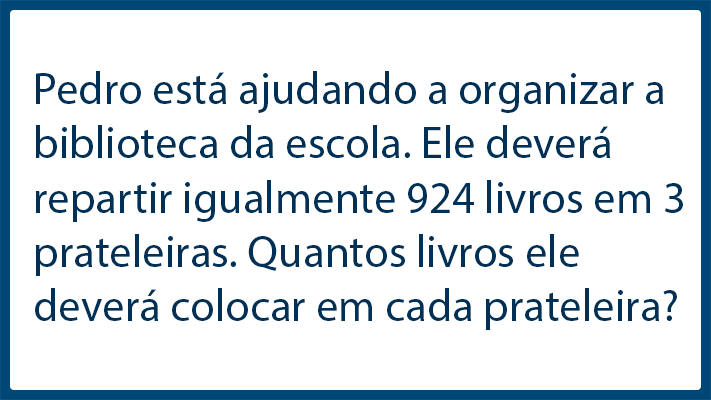 Pedro está ajudando a organizar a
biblioteca da escola. Ele deverá
repartir igualmente 924 livros em 3
prateleiras. Quantos livros ele
deverá colocar em cada prateleira?